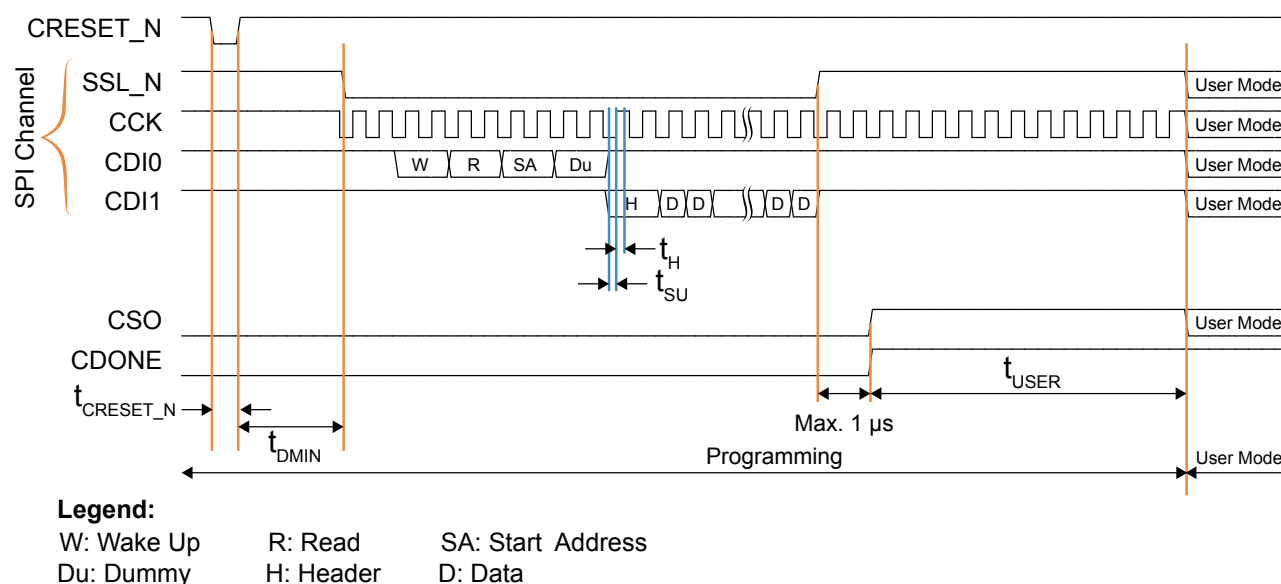 CRESET_N
SPI Channel
SSL_N User Mode
CCK User Mode
CDI0 W R SA Du User Mode
CDI1 H D D D D User Mode
tH
tSU
CSO User Mode
CDONE
tCRESET_N
tDMIN
Max. 1 µs
tUSER
Programming User Mode
Legend:
W: Wake Up R: Read SA: Start Address
Du: Dummy H: Header D: Data